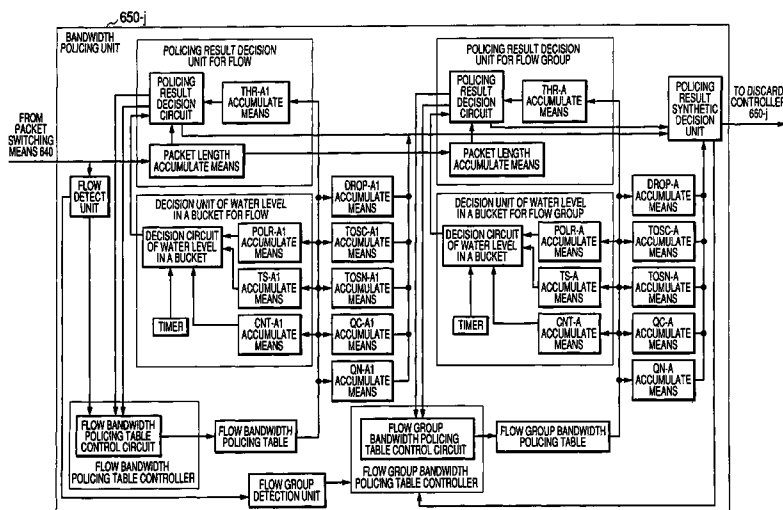 650-j
BANDWIDTH
POLICING UNIT
POLICING RESULT DECISION
UNIT FOR FLOW
POLICING
RESULT
DECISION
CIRCUIT
THR-A1
ACCUMULATE
MEANS
PACKET LENGTH
ACCUMULATE MEANS
FROM
PACKET
SWITCHING
MEANS 640
FLOW
DETECT
UNIT
DECISION UNIT OF WATER LEVEL
IN A BUCKET FOR FLOW
DECISION CIRCUIT
OF WATER LEVEL
IN A BUCKET
POLR-A1
ACCUMULATE
MEANS
TS-A1
ACCUMULATE
MEANS
CNT-A1
ACCUMULATE
MEANS
TIMER
DROP-A1
ACCUMULATE
MEANS
TOSC-A1
ACCUMULATE
MEANS
TOSN-A1
ACCUMULATE
MEANS
QC-A1
ACCUMULATE
MEANS
QN-A1
ACCUMULATE
MEANS
FLOW BANDWIDTH
POLICING TABLE
CONTROL CIRCUIT
FLOW BANDWIDTH
POLICING TABLE CONTROLLER
FLOW BANDWIDTH
POLICING TABLE
FLOW GROUP
DETECTION UNIT
POLICING RESULT DECISION
UNIT FOR FLOW GROUP
POLICING
RESULT
DECISION
CIRCUIT
THR-A
ACCUMULATE
MEANS
PACKET LENGTH
ACCUMULATE MEANS
DECISION UNIT OF WATER LEVEL
IN A BUCKET FOR FLOW GROUP
DECISION CIRCUIT
OF WATER LEVEL
IN A BUCKET
POLR-A
ACCUMULATE
MEANS
TS-A
ACCUMULATE
MEANS
CNT-A
ACCUMULATE
MEANS
TIMER
DROP-A
ACCUMULATE
MEANS
TOSC-A
ACCUMULATE
MEANS
TOSN-A
ACCUMULATE
MEANS
QC-A
ACCUMULATE
MEANS
QN-A
ACCUMULATE
MEANS
FLOW GROUP
BANDWIDTH POLICING
TABLE CONTROL CIRCUIT
FLOW GROUP BANDWIDTH
POLICING TABLE CONTROLLER
FLOW GROUP BANDWIDTH
POLICING TABLE
POLICING
RESULT
SYNTHETIC
DECISION
UNIT
TO DISCARD
CONTROLLER
660-j